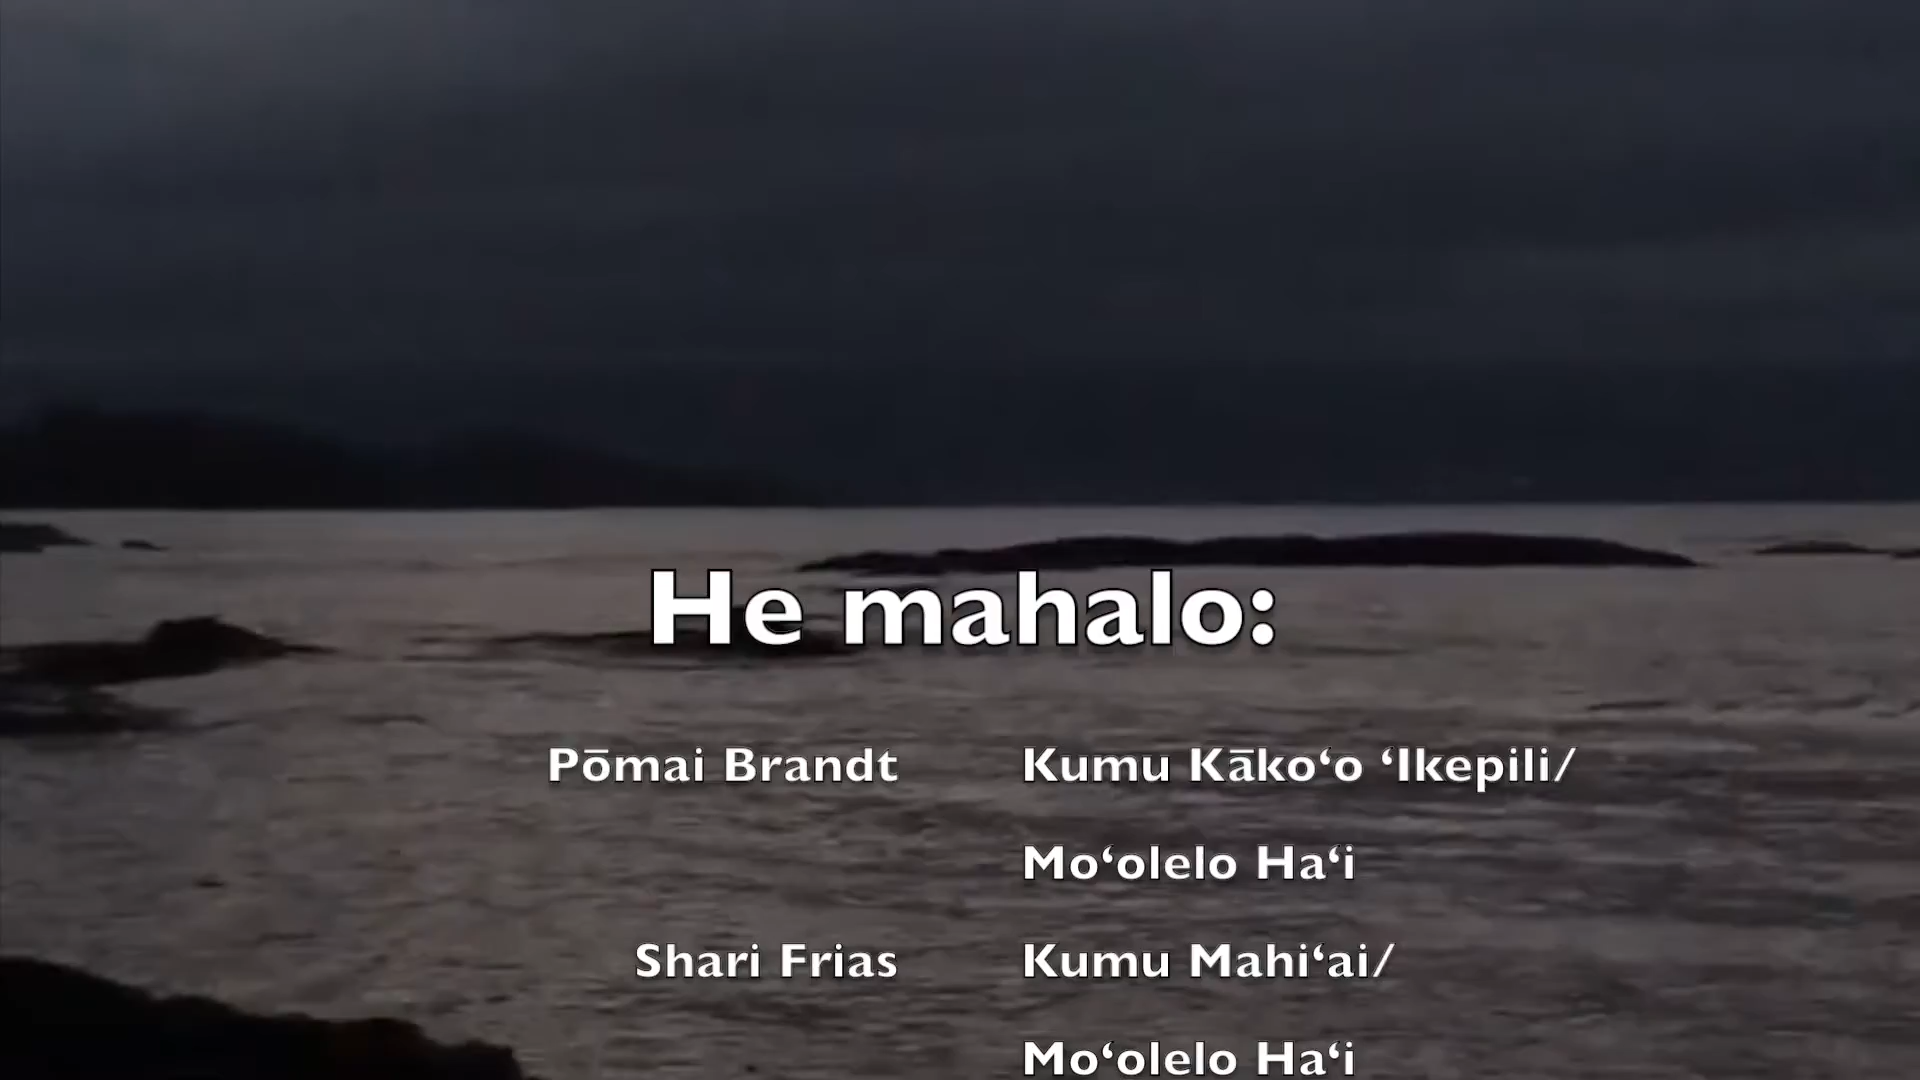 He mahalo:
Pōmai Brandt Kumu Kākoʻo ʻIkepili/
Moʻolelo Haʻi
Shari Frias Kumu Mahiʻai/
Moʻolelo Haʻi